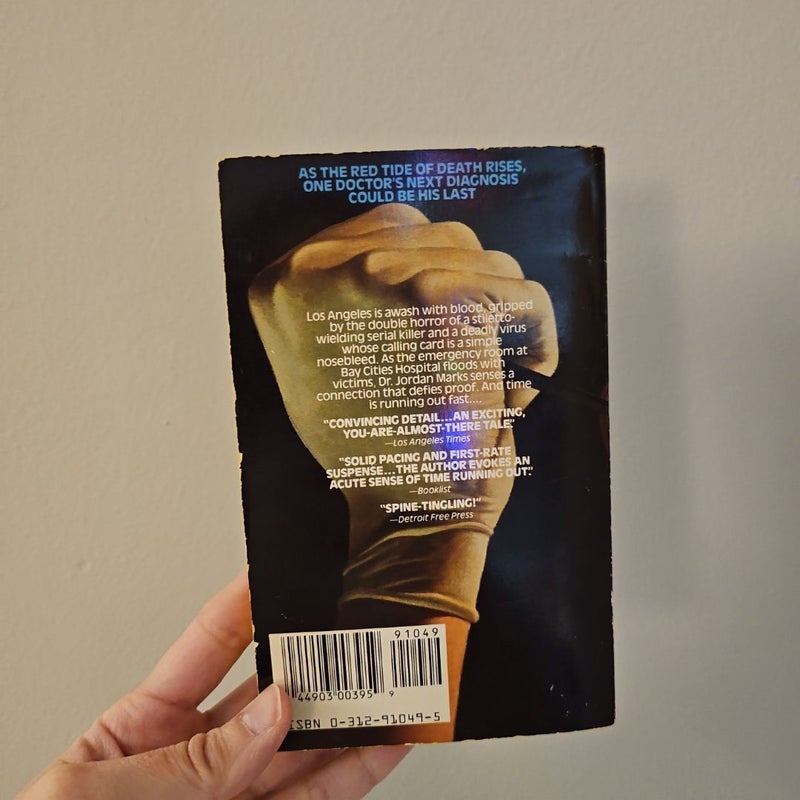 AS THE RED TIDE OF DEATH RISES,
ONE DOCTOR'S NEXT DIAGNOSIS
COULD BE HIS LAST
Los Angeles is awash with blood, gripped
by the double horror of a stiletto-
wielding serial killer and a deadly virus
whose calling card is a simple
nosebleed. As the emergency room at
Bay Cities Hospital floods with
victims, Dr. Jordan Marks senses a
connection that defies proof. And time
is running out fast....
"CONVINCING DETAIL...AN EXCITING,
YOU-ARE-ALMOST-THERE TALE."
—Los Angeles Times
"SOLID PACING AND FIRST-RATE
SUSPENSE...THE AUTHOR EVOKES AN
ACUTE SENSE OF TIME RUNNING OUT."
—Booklist
"SPINE-TINGLING!"
—Detroit Free Press
91049
44903 00395 9
ISBN 0-312-91049-5